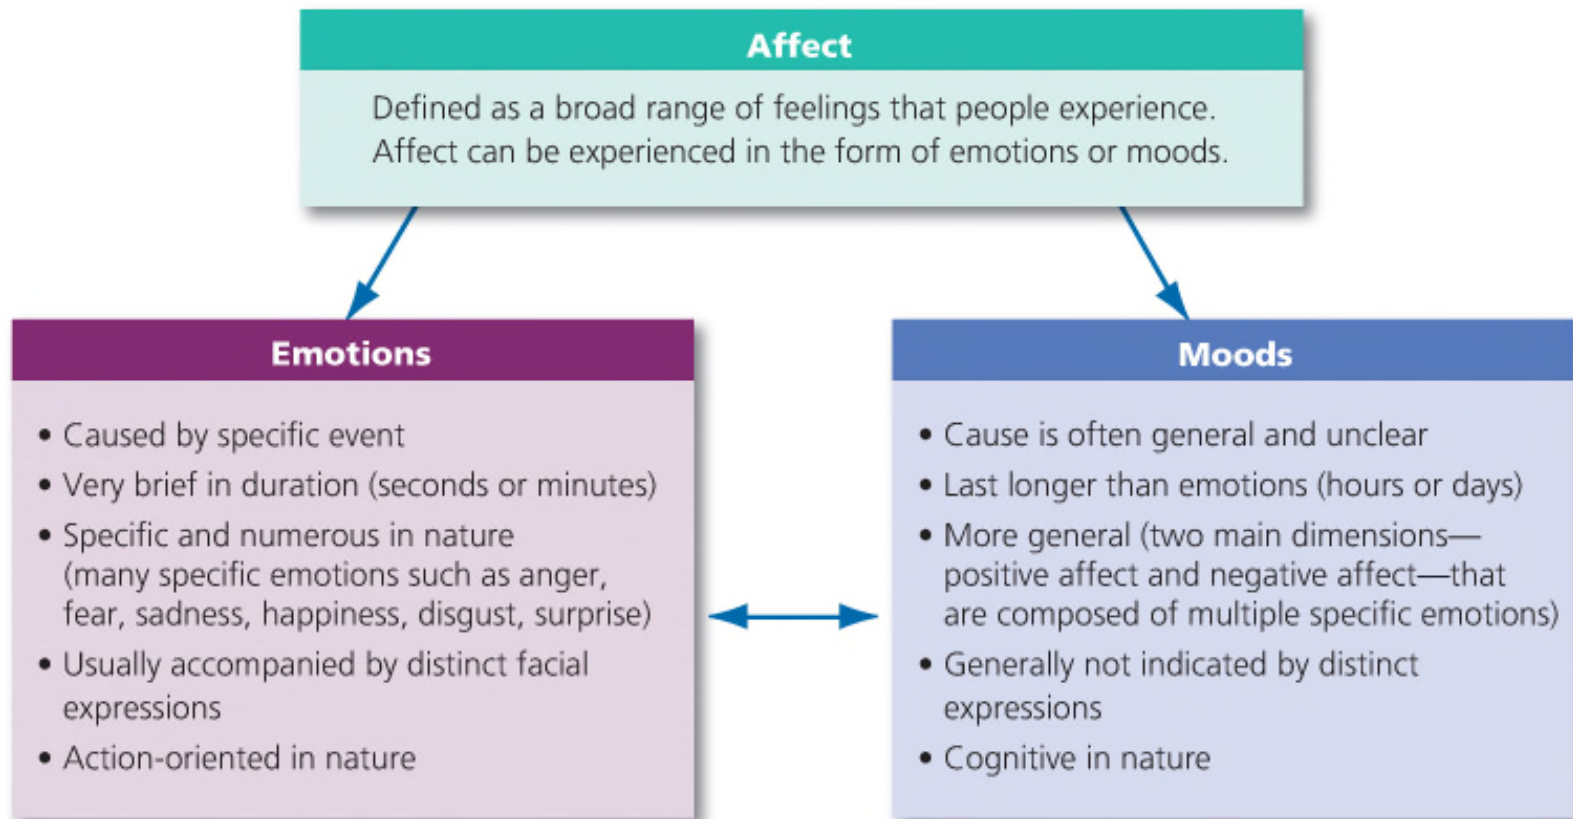 Affect
Defined as a broad range of feelings that people experience.
Affect can be experienced in the form of emotions or moods.
Emotions
• Caused by specific event
• Very brief in duration (seconds or minutes)
• Specific and numerous in nature
(many specific emotions such as anger,
fear, sadness, happiness, disgust, surprise)
• Usually accompanied by distinct facial
expressions
• Action-oriented in nature
Moods
• Cause is often general and unclear
• Last longer than emotions (hours or days)
• More general (two main dimensions—
positive affect and negative affect—that
are composed of multiple specific emotions)
• Generally not indicated by distinct
expressions
• Cognitive in nature